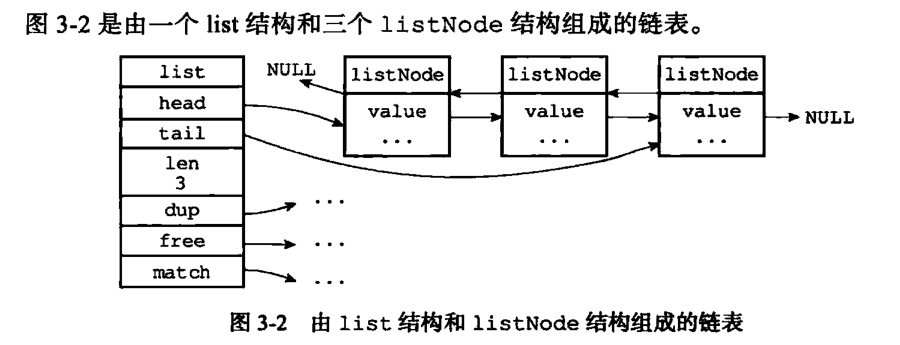 图 3-2 是由一个 list 结构和三个 listNode 结构组成的链表。
list
head
tail
len
3
dup
free
match
NULL
listNode
value
...
listNode
value
...
listNode
value
...
NULL
...
...
...
图 3-2 由 list 结构和 listNode 结构组成的链表